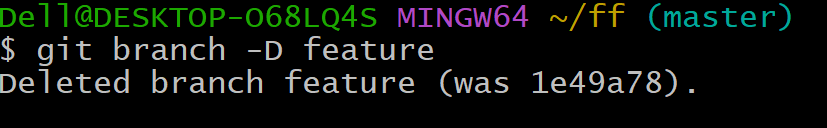 Dell@DESKTOP-O68LQ4S MINGW64 ~/ff (master)
$ git branch -D feature
Deleted branch feature (was 1e49a78).